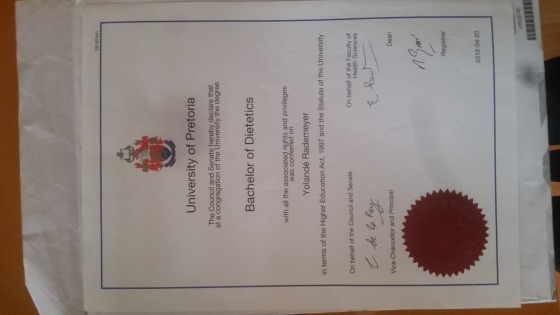 University of Pretoria
The Council and Senate hereby declare that
at a congregation of the University the degree
Bachelor of Dietetics
with all the associated rights and privileges
was conferred on
Yolandé Rademeyer
in terms of the Higher Education Act, 1997 and the Statute of the University
On behalf of the Council and Senate
Vice-Chancellor and Principal
On behalf of the Faculty of
Health Sciences
Dean
Registrar
2012-04-20